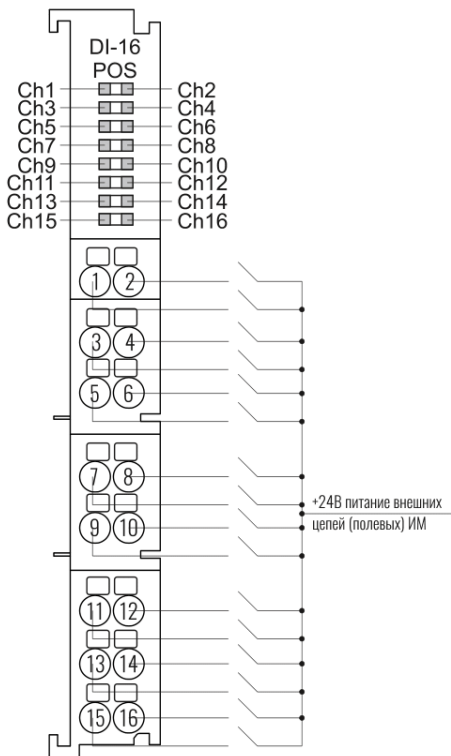 DI-16
POS
Ch1 Ch2
Ch3 Ch4
Ch5 Ch6
Ch7 Ch8
Ch9 Ch10
Ch11 Ch12
Ch13 Ch14
Ch15 Ch16
1 2
3 4
5 6
7 8
+24В питание внешних
9 10
цепей (полевых) ИМ
11 12
13 14
15 16